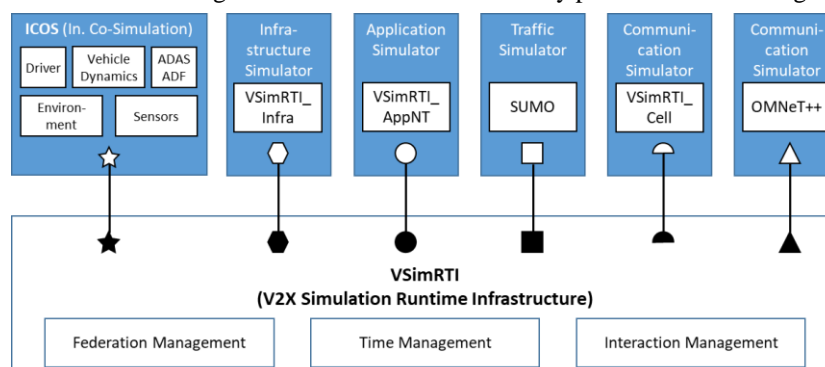 ICOS (In. Co-Simulation)
Driver
Vehicle
Dynamics
ADAS
ADF
Environ-
ment
Sensors
Infra-
structure
Simulator
VSimRTI_
Infra
Application
Simulator
VSimRTI_
AppNT
Traffic
Simulator
SUMO
Communi-
cation
Simulator
VSimRTI_
Cell
Communi-
cation
Simulator
OMNeT++
VSimRTI
(V2X Simulation Runtime Infrastructure)
Federation Management
Time Management
Interaction Management